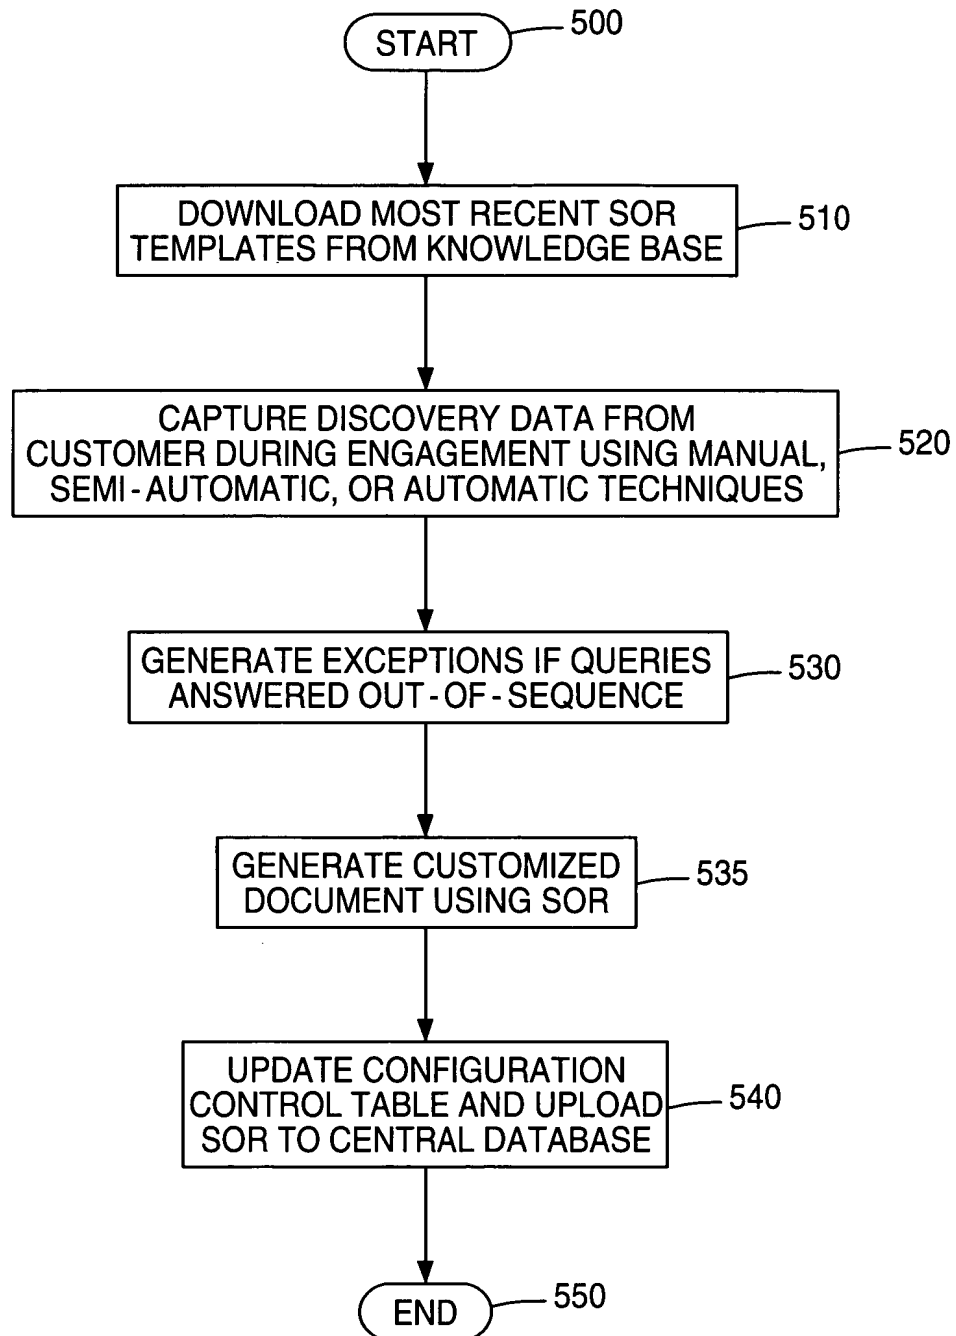 START
500
DOWNLOAD MOST RECENT SOR
TEMPLATES FROM KNOWLEDGE BASE
510
CAPTURE DISCOVERY DATA FROM
CUSTOMER DURING ENGAGEMENT USING MANUAL,
SEMI-AUTOMATIC, OR AUTOMATIC TECHNIQUES
520
GENERATE EXCEPTIONS IF QUERIES
ANSWERED OUT-OF-SEQUENCE
530
GENERATE CUSTOMIZED
DOCUMENT USING SOR
535
UPDATE CONFIGURATION
CONTROL TABLE AND UPLOAD
SOR TO CENTRAL DATABASE
540
END
550